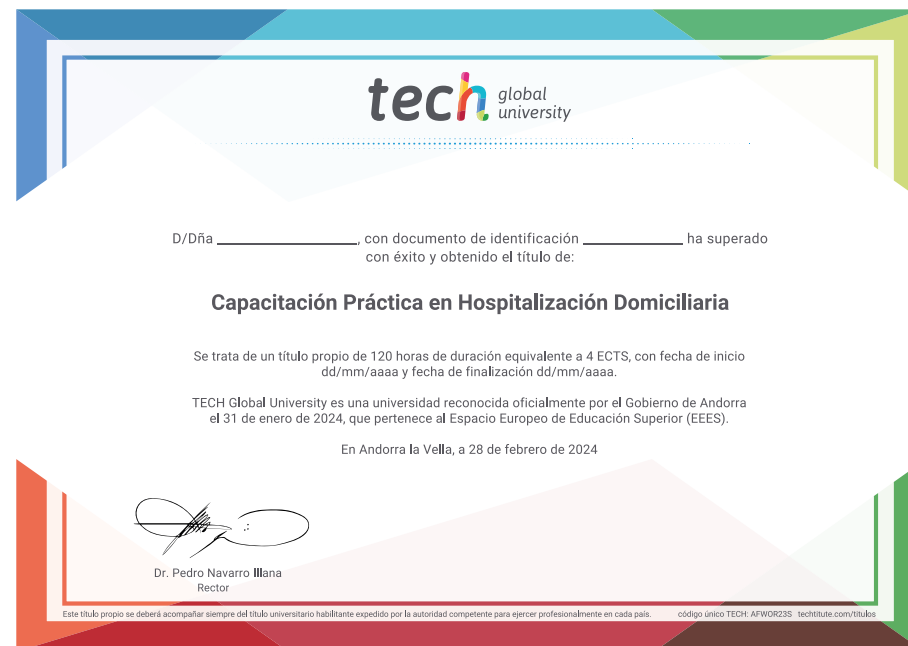 tech global university
D/Dña ____________________, con documento de identificación ______________ ha superado
con éxito y obtenido el título de:
Capacitación Práctica en Hospitalización Domiciliaria
Se trata de un título propio de 120 horas de duración equivalente a 4 ECTS, con fecha de inicio
dd/mm/aaaa y fecha de finalización dd/mm/aaaa.
TECH Global University es una universidad reconocida oficialmente por el Gobierno de Andorra
el 31 de enero de 2024, que pertenece al Espacio Europeo de Educación Superior (EEES).
En Andorra la Vella, a 28 de febrero de 2024
Dr. Pedro Navarro Illana
Rector
Este título propio se deberá acompañar siempre del título universitario habilitante expedido por la autoridad competente para ejercer profesionalmente en cada país. código único TECH: AFWOR23S techtitute.com/titulos